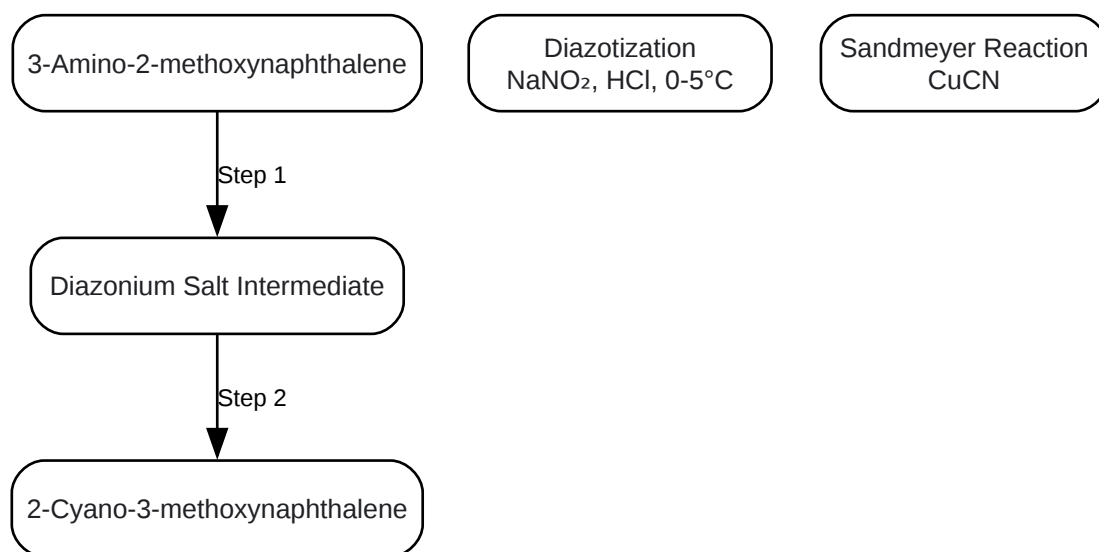 3-Amino-2-methoxynaphthalene
Diazotization
NaNO₂, HCl, 0-5°C
Sandmeyer Reaction
CuCN
Step 1
Diazonium Salt Intermediate
Step 2
2-Cyano-3-methoxynaphthalene